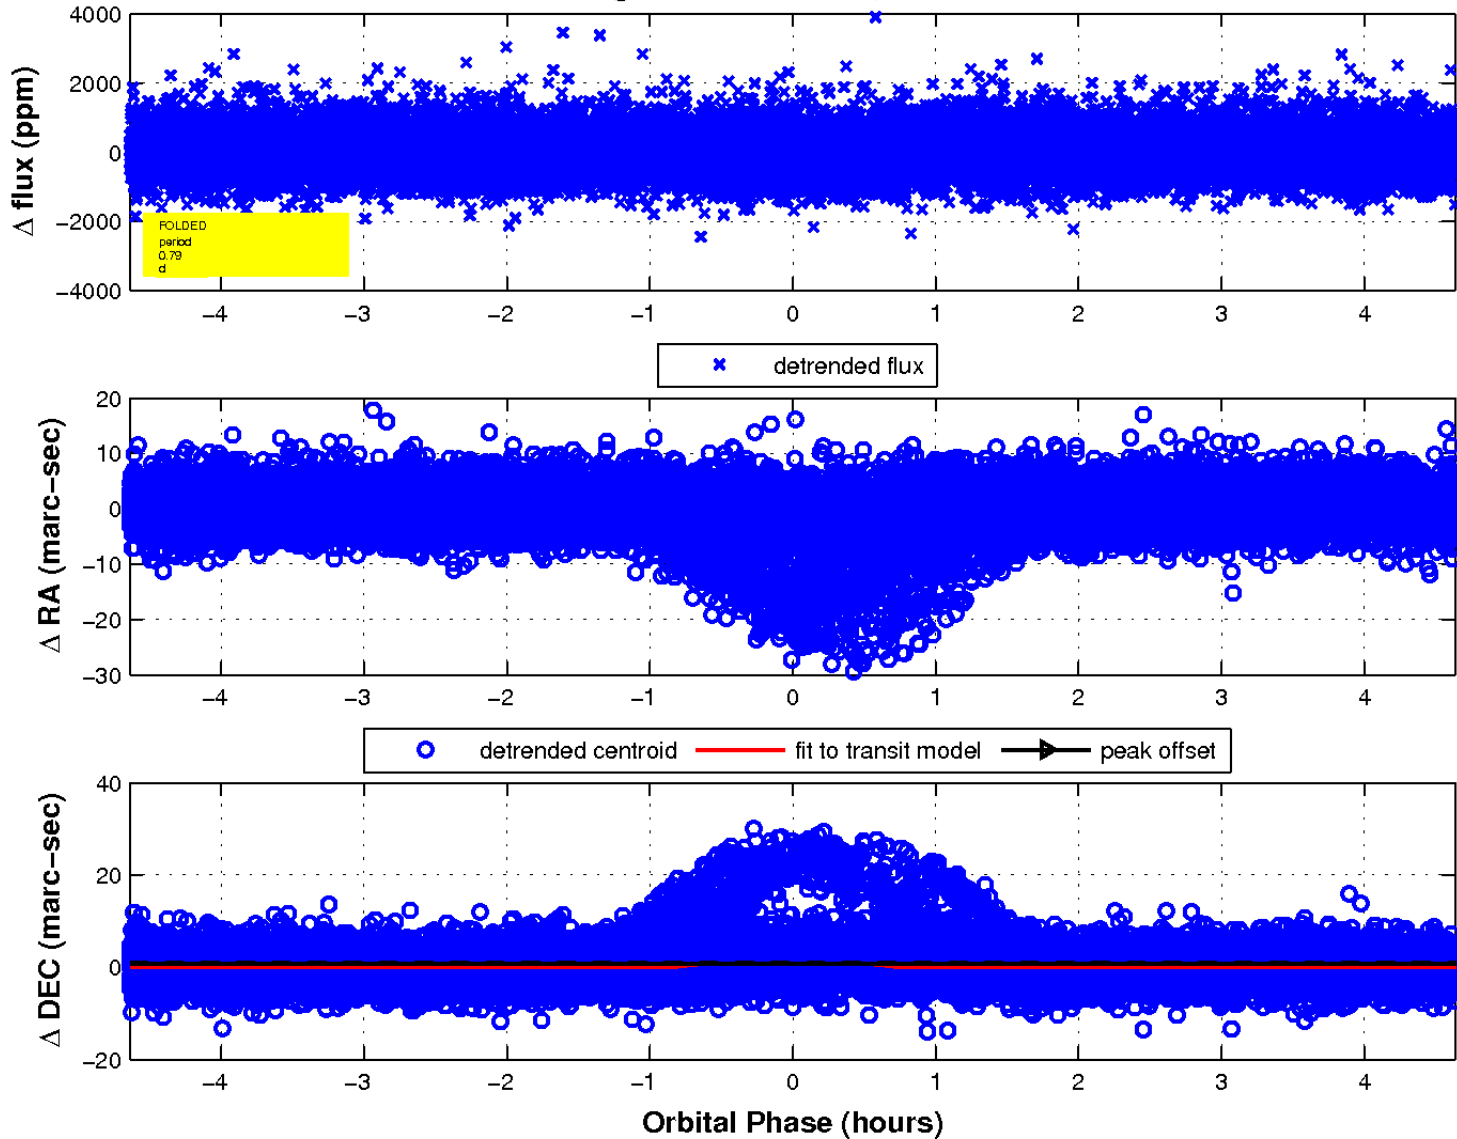 4000
2000
0
−2000
−4000
Δ flux (ppm)
FOLDED
period
0.79
d
−4 −3 −2 −1 0 1 2 3 4
detrended flux
20
10
0
−10
−20
−30
Δ RA (marc−sec)
−4 −3 −2 −1 0 1 2 3 4
detrended centroid fit to transit model peak offset
40
20
0
−20
Δ DEC (marc−sec)
−4 −3 −2 −1 0 1 2 3 4
Orbital Phase (hours)